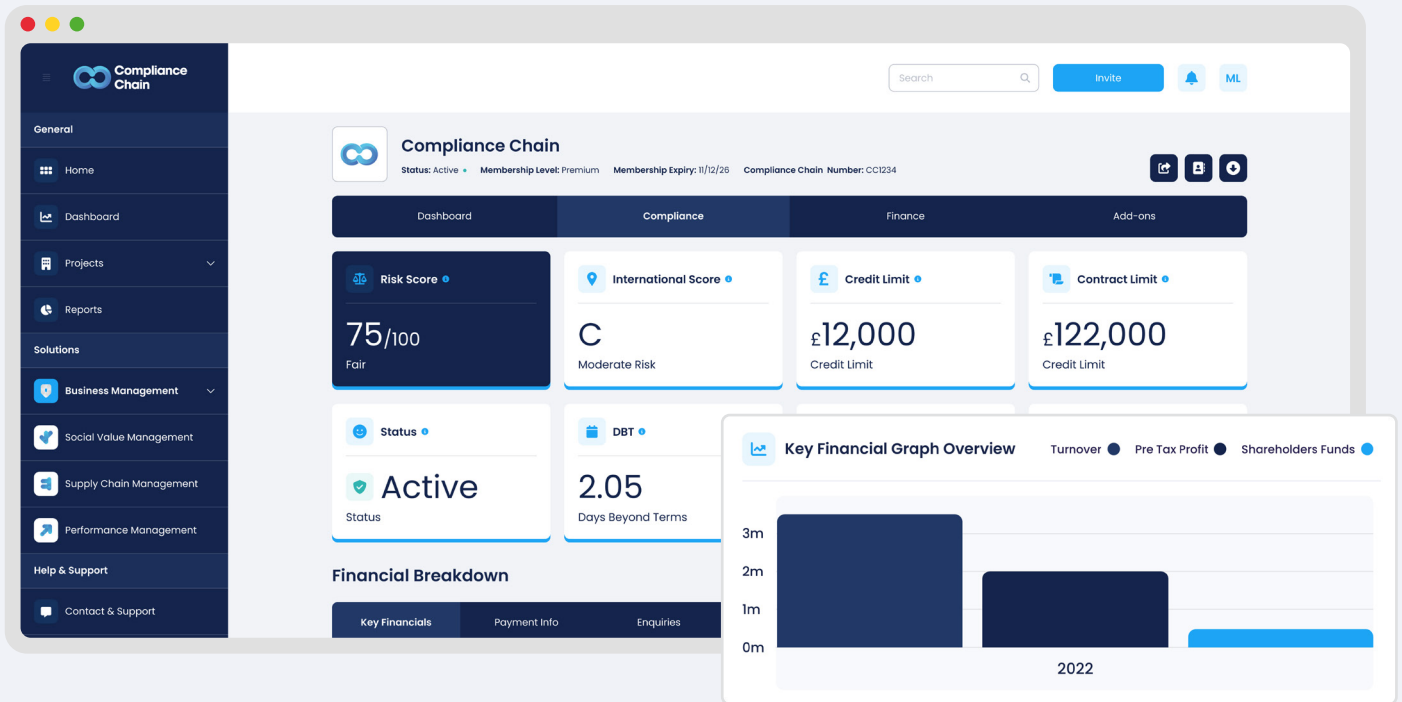 Compliance
Chain
Search
Invite
ML
General
Home
Dashboard
Projects
Reports
Solutions
Business Management
Social Value Management
Supply Chain Management
Performance Management
Help & Support
Contact & Support
Compliance Chain
Status: Active Membership Level: Premium Membership Expiry: 11/12/26 Compliance Chain Number: CC1234
Dashboard Compliance Finance Add-ons
Risk Score
75/100
Fair
International Score
C
Moderate Risk
Credit Limit
£12,000
Credit Limit
Contract Limit
£122,000
Credit Limit
Status
Active
Status
DBT
2.05
Days Beyond Terms
Financial Breakdown
Key Financials Payment Info Enquiries
Key Financial Graph Overview Turnover Pre Tax Profit Shareholders Funds
3m
2m
1m
0m
2022